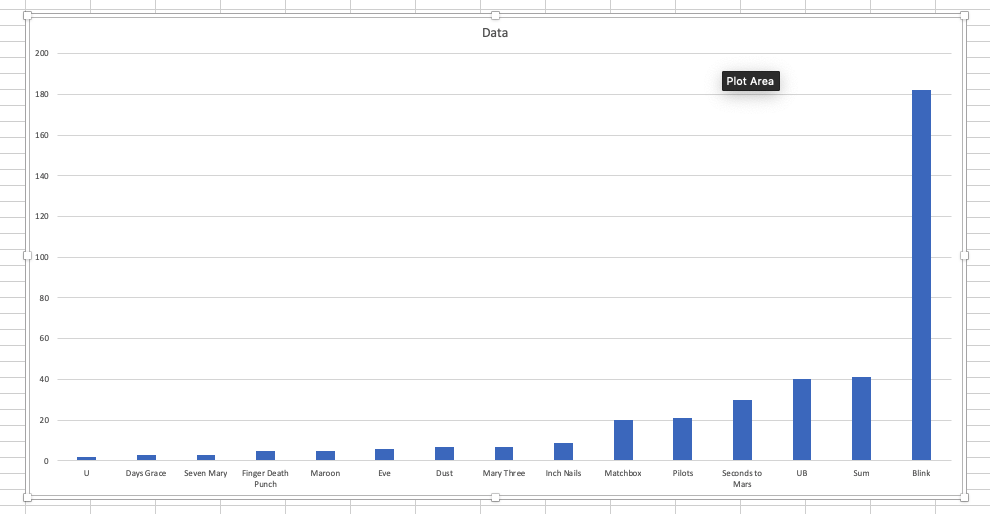 Data
200
180
160
140
120
100
80
60
40
20
0
Plot Area
U
Days Grace
Seven Mary
Finger Death
Punch
Maroon
Eve
Dust
Mary Three
Inch Nails
Matchbox
Pilots
Seconds to
Mars
UB
Sum
Blink